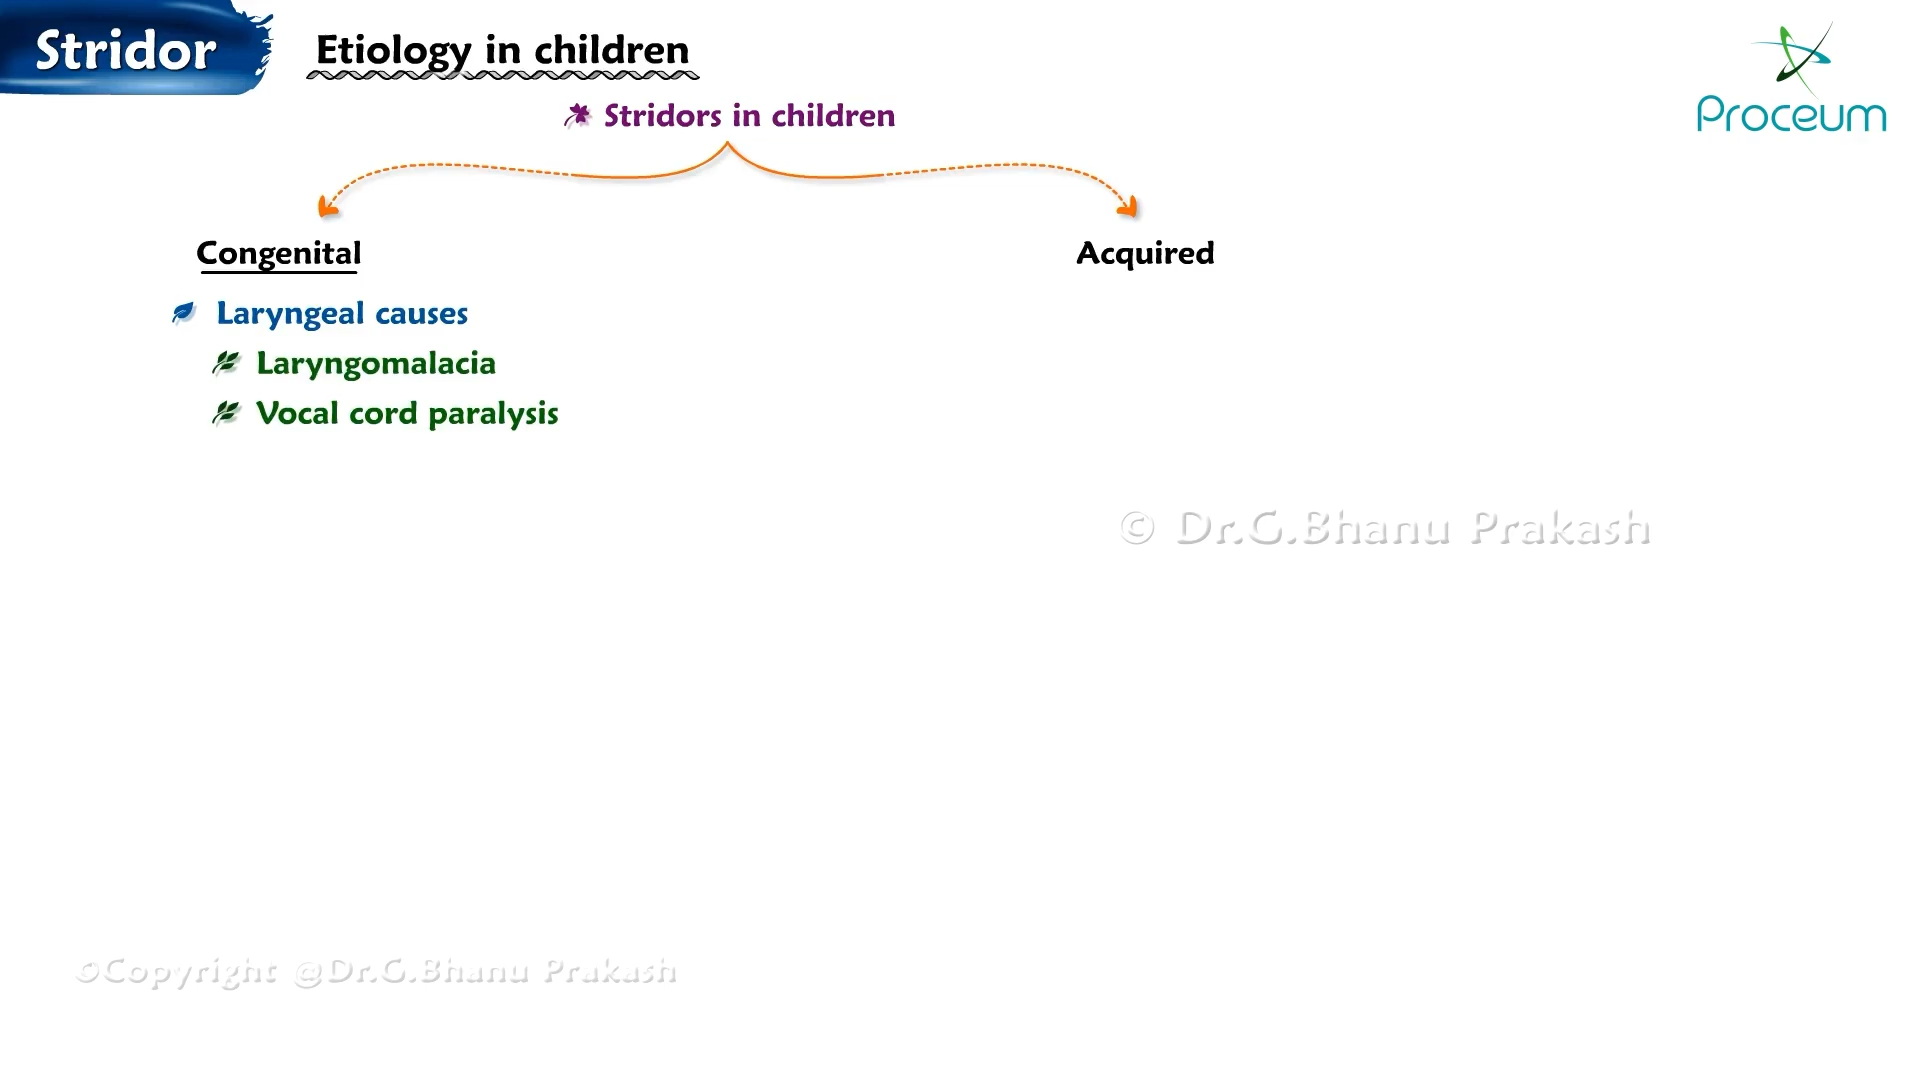 Stridor
Etiology in children
Proceum
Stridors in children
Congenital
Acquired
Laryngeal causes
Laryngomalacia
Vocal cord paralysis
© Dr.G.Bhanu Prakash
©Copyright @Dr.G.Bhanu Prakash